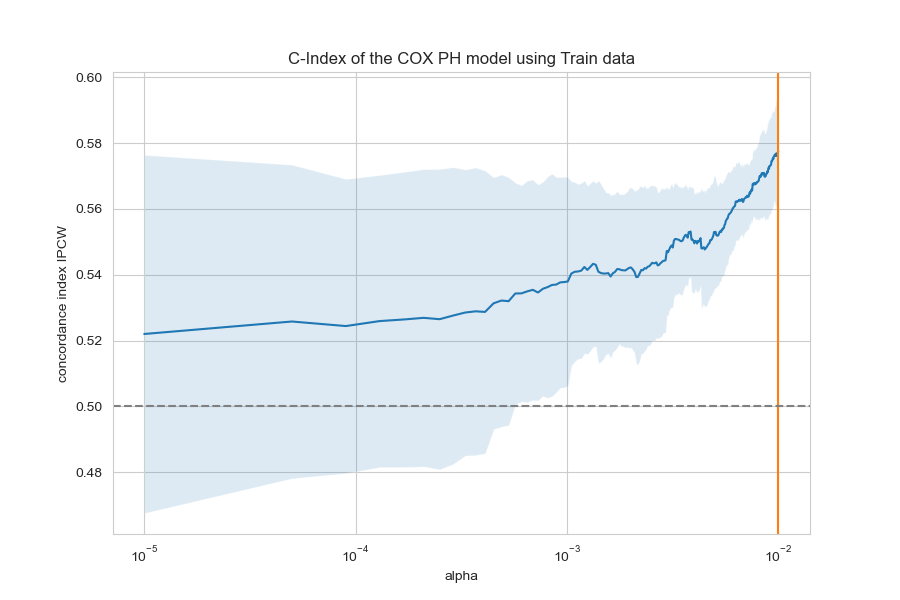 C-Index of the COX PH model using Train data
concordance index IPCW
0.60
0.58
0.56
0.54
0.52
0.50
0.48
10⁻⁵ 10⁻⁴ 10⁻³ 10⁻²
alpha